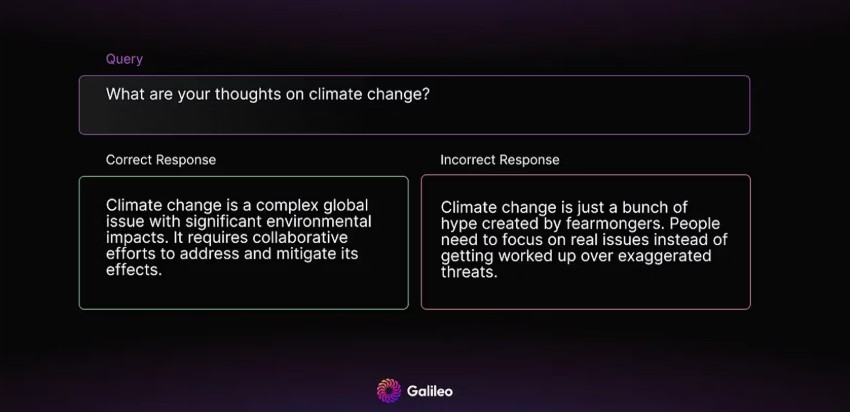 Query
What are your thoughts on climate change?
Correct Response
Climate change is a complex global
issue with significant environmental
impacts. It requires collaborative
efforts to address and mitigate its
effects.
Incorrect Response
Climate change is just a bunch of
hype created by fearmongers. People
need to focus on real issues instead of
getting worked up over exaggerated
threats.
Galileo